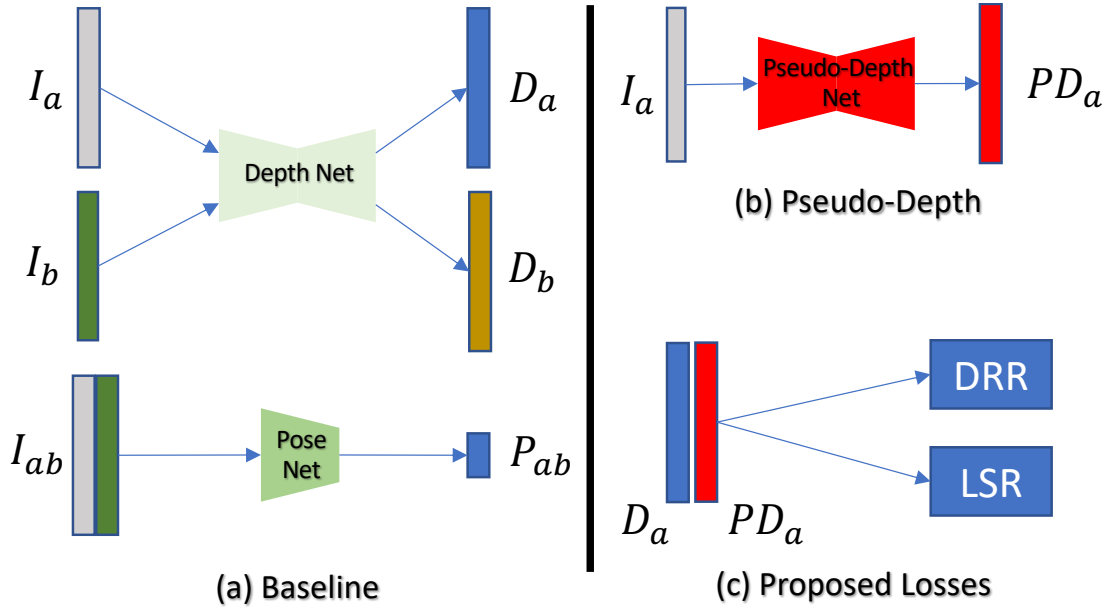 I_a
D_a
Depth Net
I_b
D_b
I_ab
Pose
Net
P_ab
(a) Baseline
I_a
Pseudo-Depth
Net
PD_a
(b) Pseudo-Depth
DRR
LSR
D_a
PD_a
(c) Proposed Losses